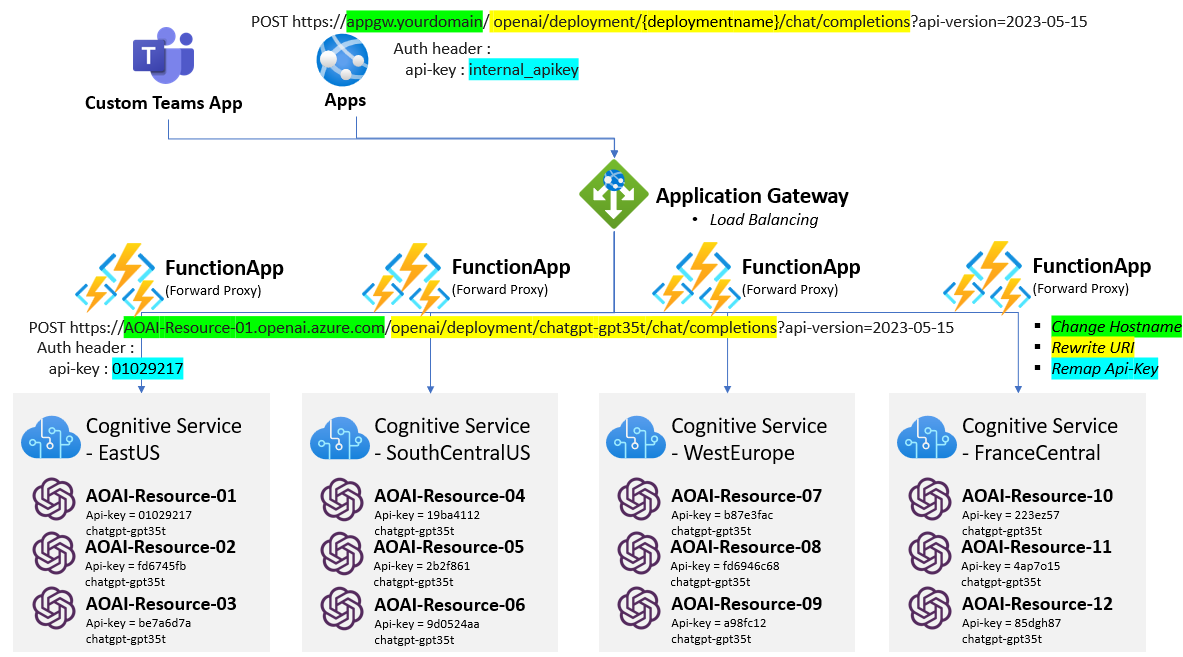 POST https://appgw.yourdomain/ openai/deployment/{deploymentname}/chat/completions?api-version=2023-05-15
Auth header :
api-key : internal_apikey
T
Custom Teams App
Apps
Application Gateway
• Load Balancing
FunctionApp
(Forward Proxy)
FunctionApp
(Forward Proxy)
FunctionApp
(Forward Proxy)
FunctionApp
(Forward Proxy)
POST https://AOAI-Resource-01.openai.azure.com/openai/deployment/chatgpt-gpt35t/chat/completions?api-version=2023-05-15
Auth header :
api-key : 01029217
▪ Change Hostname
▪ Rewrite URI
▪ Remap Api-Key
Cognitive Service
- EastUS
AOAI-Resource-01
Api-key = 01029217
chatgpt-gpt35t
AOAI-Resource-02
Api-key = fd6745fb
chatgpt-gpt35t
AOAI-Resource-03
Api-key = be7a6d7a
chatgpt-gpt35t
Cognitive Service
- SouthCentralUS
AOAI-Resource-04
Api-key = 19ba4112
chatgpt-gpt35t
AOAI-Resource-05
Api-key = 2b2f861
chatgpt-gpt35t
AOAI-Resource-06
Api-key = 9d0524aa
chatgpt-gpt35t
Cognitive Service
- WestEurope
AOAI-Resource-07
Api-key = b87e3fac
chatgpt-gpt35t
AOAI-Resource-08
Api-key = fd6946c68
chatgpt-gpt35t
AOAI-Resource-09
Api-key = a98fc12
chatgpt-gpt35t
Cognitive Service
- FranceCentral
AOAI-Resource-10
Api-key = 223ez57
chatgpt-gpt35t
AOAI-Resource-11
Api-key = 4ap7o15
chatgpt-gpt35t
AOAI-Resource-12
Api-key = 85dgh87
chatgpt-gpt35t